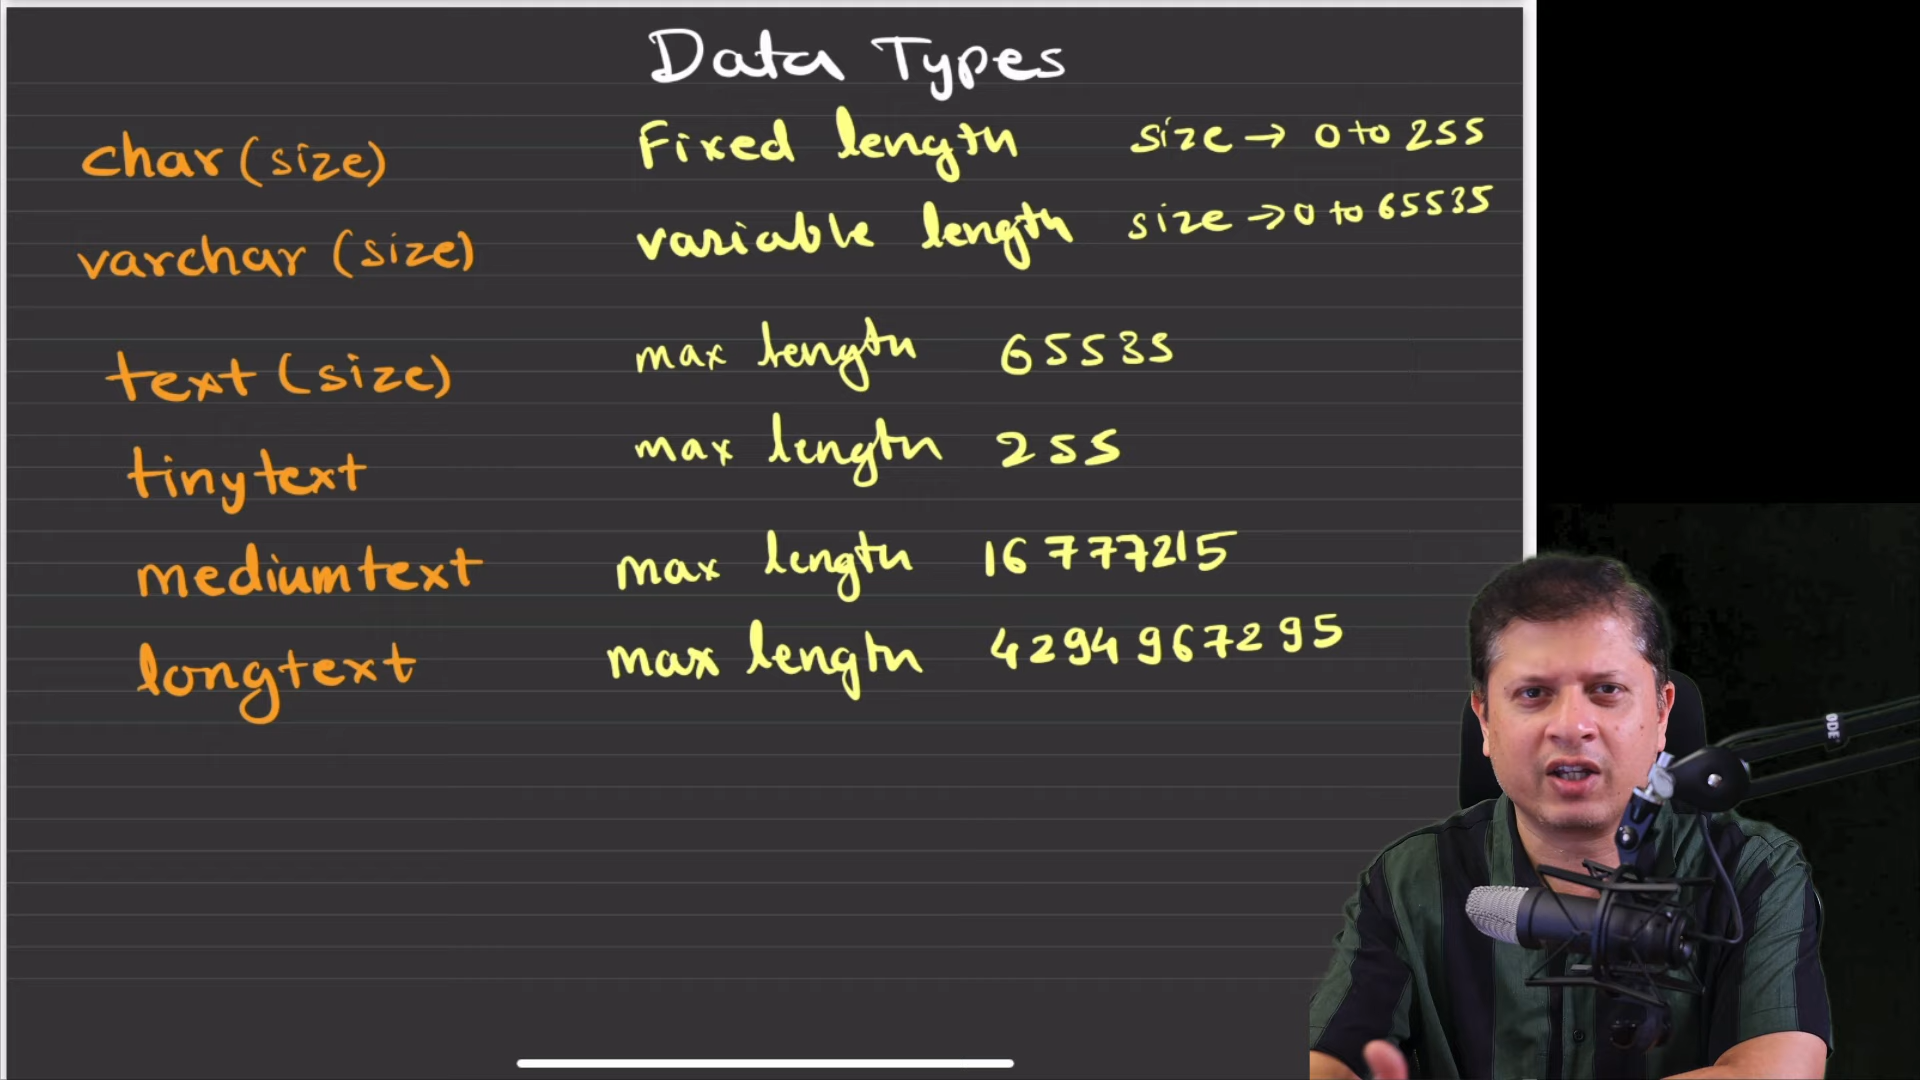 Data Types
char (size) Fixed length size → 0 to 255
varchar (size) variable length size → 0 to 65535
text (size) max length 65535
tinytext max length 255
mediumtext max length 16777215
longtext max length 4294967295
ODE